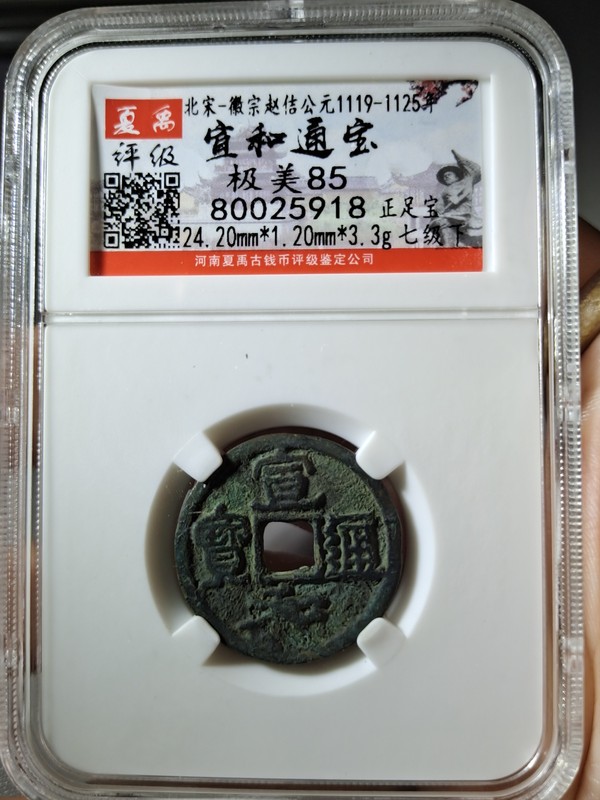 夏禹
评级
北宋-徽宗赵佶公元1119-1125年
宣和通宝
极美85
80025918 正足宝
24.20mm*1.20mm*3.3g 七级下
河南夏禹古钱币评级鉴定公司
宣
寶 通
和